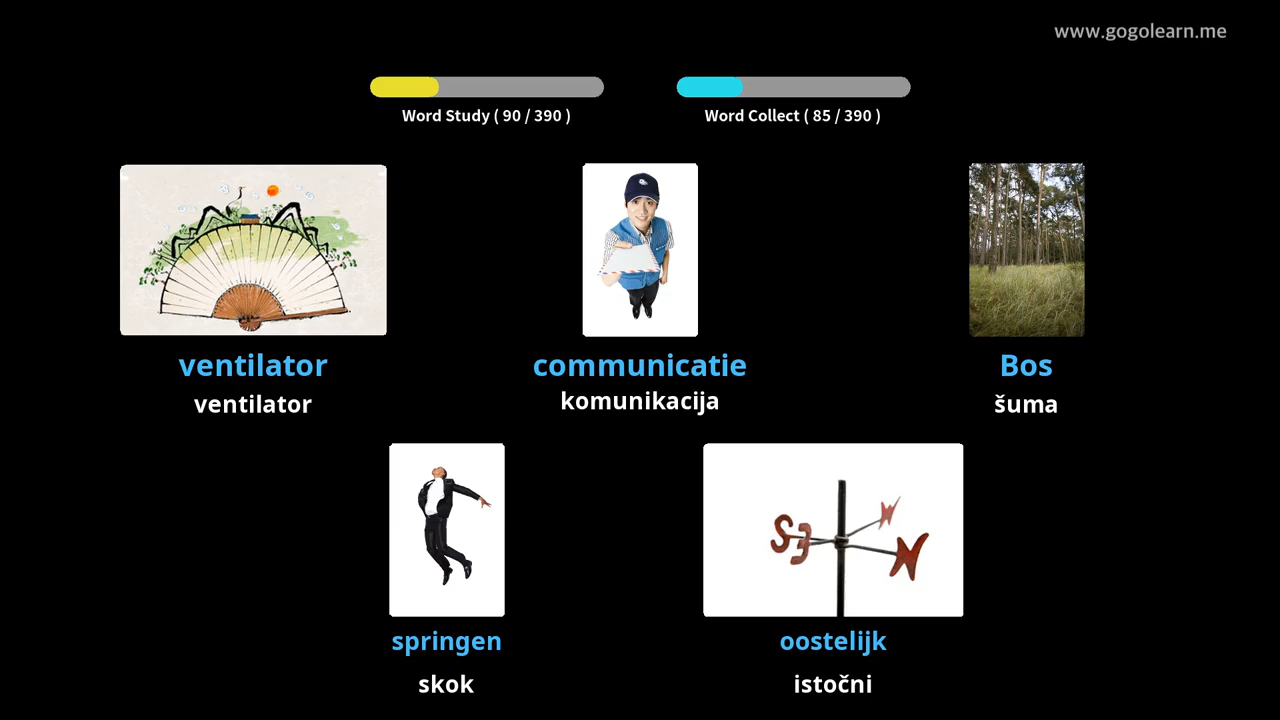 www.gogolearn.me
Word Study ( 90 / 390 )
Word Collect ( 85 / 390 )
ventilator
ventilator
communicatie
komunikacija
Bos
šuma
springen
skok
S E N W
oostelijk
istočni